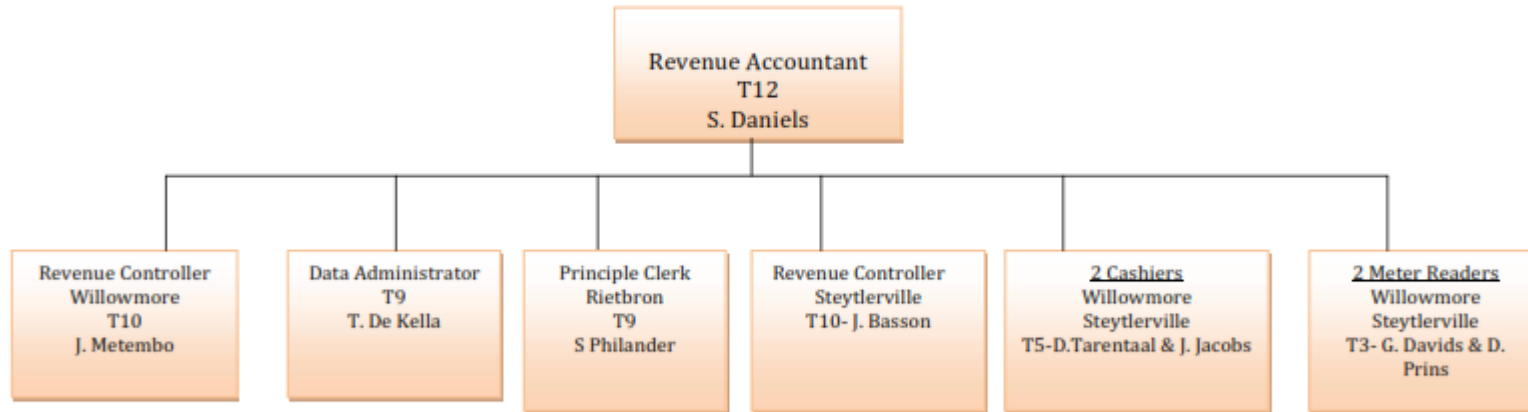 Revenue Accountant
T12
S. Daniels
Revenue Controller
Willowmore
T10
J. Metembo
Data Administrator
T9
T. De Kella
Principle Clerk
Rietbron
T9
S Philander
Revenue Controller
Steytlerville
T10- J. Basson
2 Cashiers
Willowmore
Steytlerville
T5-D.Tarentaal & J. Jacobs
2 Meter Readers
Willowmore
Steytlerville
T3- G. Davids & D.
Prins